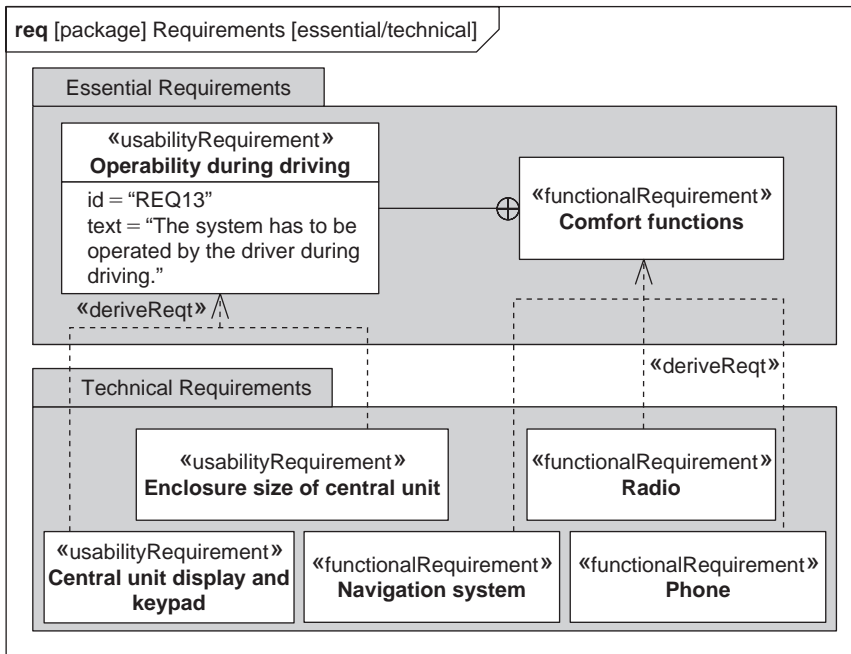 req [package] Requirements [essential/technical]
Essential Requirements
«usabilityRequirement»
Operability during driving
id = “REQ13”
text = “The system has to be
operated by the driver during
driving.”
«functionalRequirement»
Comfort functions
«deriveReqt»
«deriveReqt»
Technical Requirements
«usabilityRequirement»
Enclosure size of central unit
«functionalRequirement»
Radio
«usabilityRequirement»
Central unit display and
keypad
«functionalRequirement»
Navigation system
«functionalRequirement»
Phone